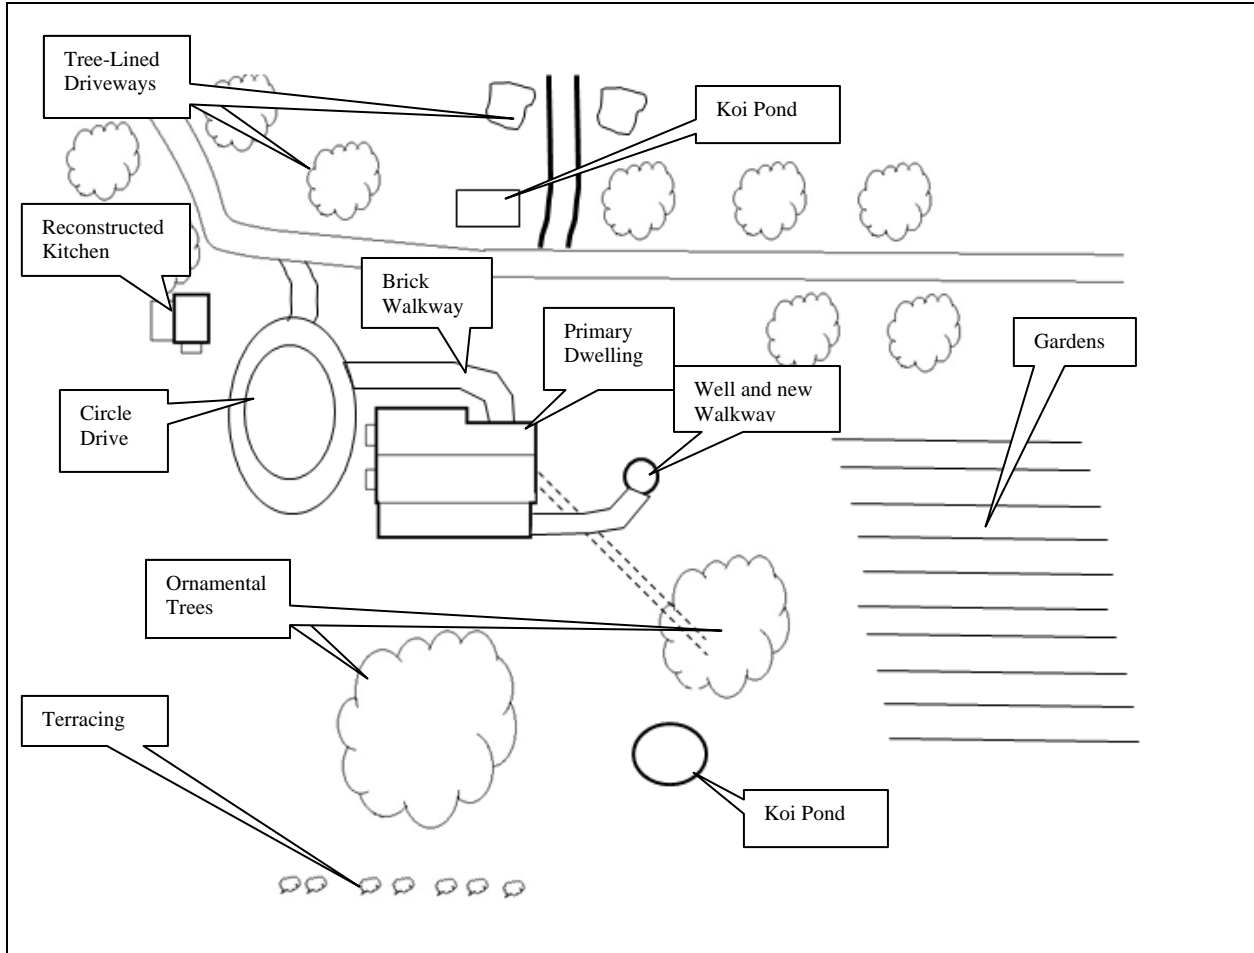 Tree-Lined
Driveways
Koi Pond
Reconstructed
Kitchen
Brick
Walkway
Primary
Dwelling
Gardens
Well and new
Walkway
Circle
Drive
Ornamental
Trees
Terracing
Koi Pond